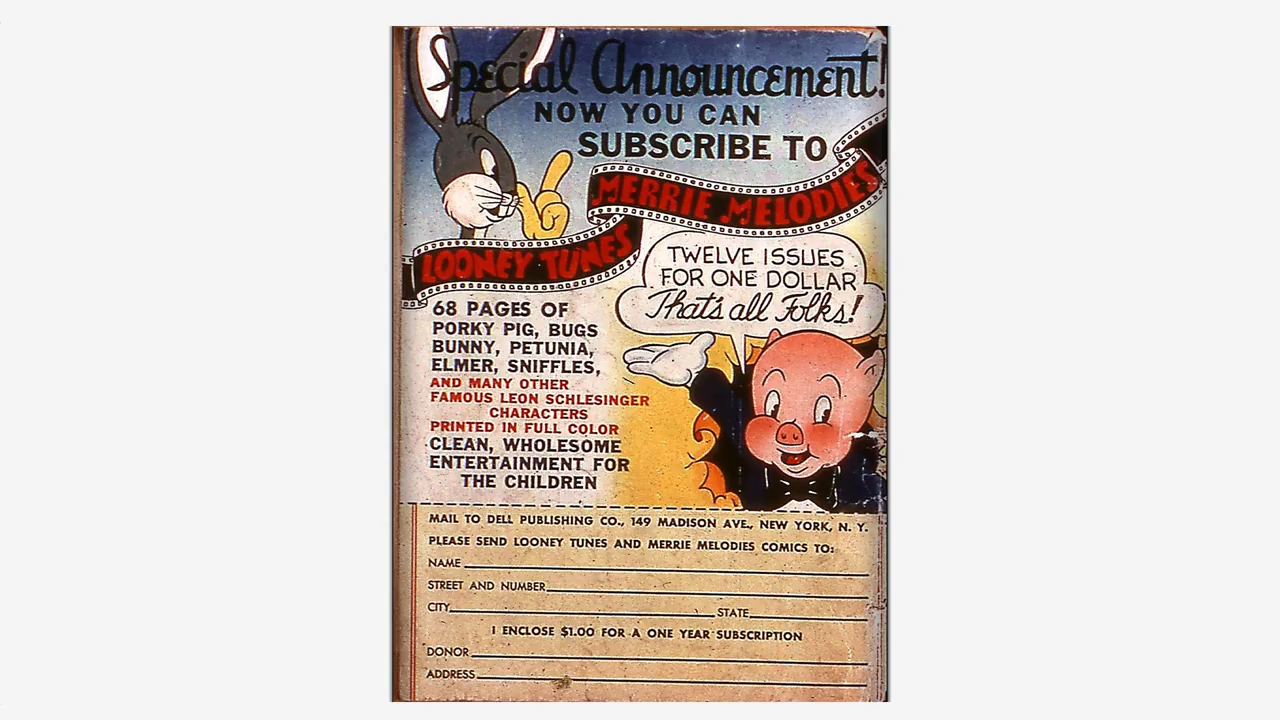 Special Announcement!
NOW YOU CAN
SUBSCRIBE TO
MERRIE MELODIES
LOONEY TUNES
TWELVE ISSUES
FOR ONE DOLLAR
That's all Folks!
68 PAGES OF
PORKY PIG, BUGS
BUNNY, PETUNIA,
ELMER, SNIFFLES,
AND MANY OTHER
FAMOUS LEON SCHLESINGER
CHARACTERS
PRINTED IN FULL COLOR
CLEAN, WHOLESOME
ENTERTAINMENT FOR
THE CHILDREN
MAIL TO DELL PUBLISHING CO., 149 MADISON AVE., NEW YORK, N. Y.
PLEASE SEND LOONEY TUNES AND MERRIE MELODIES COMICS TO:
NAME
STREET AND NUMBER
CITY STATE
I ENCLOSE $1.00 FOR A ONE YEAR SUBSCRIPTION
DONOR
ADDRESS